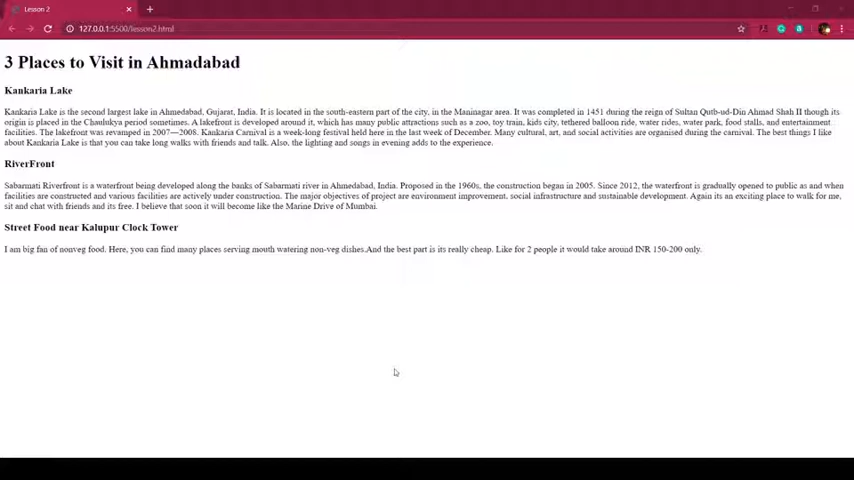 Lesson 2
127.0.0.1:5500/lesson2.html
3 Places to Visit in Ahmadabad
Kankaria Lake
Kankaria Lake is the second largest lake in Ahmedabad, Gujarat, India. It is located in the south-eastern part of the city, in the Maninagar area. It was completed in 1451 during the reign of Sultan Qutb-ud-Din Ahmad Shah II though its
origin is placed in the Chaulukya period sometimes. A lakefront is developed around it, which has many public attractions such as a zoo, toy train, kids city, tethered balloon ride, water rides, water park, food stalls, and entertainment
facilities. The lakefront was revamped in 2007—2008. Kankaria Carnival is a week-long festival held here in the last week of December. Many cultural, art, and social activities are organised during the carnival. The best things I like
about Kankaria Lake is that you can take long walks with friends and talk. Also, the lighting and songs in evening adds to the experience.
RiverFront
Sabarmati Riverfront is a waterfront being developed along the banks of Sabarmati river in Ahmedabad, India. Proposed in the 1960s, the construction began in 2005. Since 2012, the waterfront is gradually opened to public as and when
facilities are constructed and various facilities are actively under construction. The major objectives of project are environment improvement, social infrastructure and sustainable development. Again its an exciting place to walk for me,
sit and chat with friends and its free. I believe that soon it will become like the Marine Drive of Mumbai.
Street Food near Kalupur Clock Tower
I am big fan of nonveg food. Here, you can find many places serving mouth watering non-veg dishes.And the best part is its really cheap. Like for 2 people it would take around INR 150-200 only.